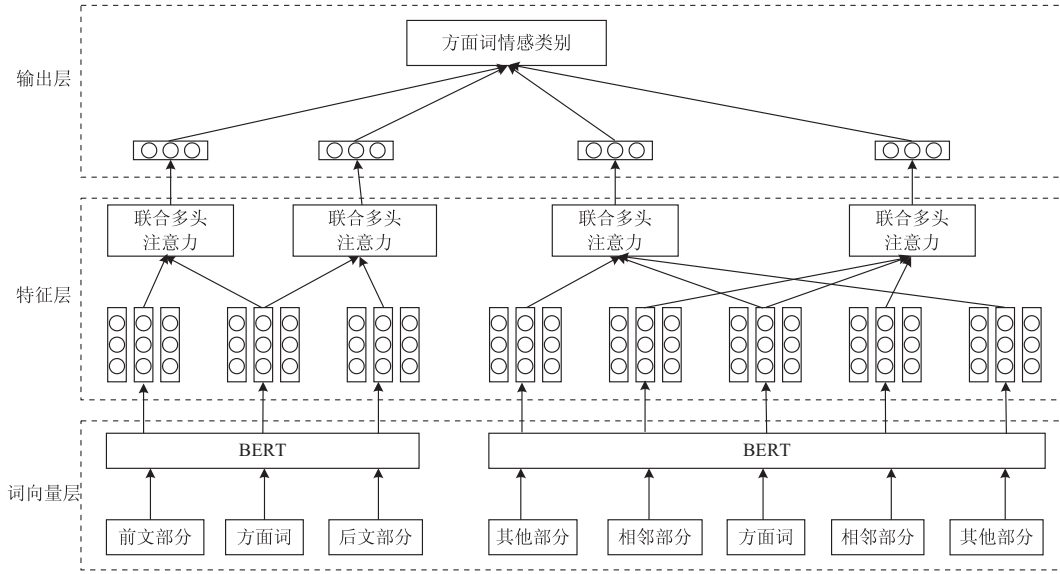 方面词情感类别
输出层
联合多头
注意力
联合多头
注意力
联合多头
注意力
联合多头
注意力
特征层
BERT
BERT
词向量层
前文部分
方面词
后文部分
其他部分
相邻部分
方面词
相邻部分
其他部分